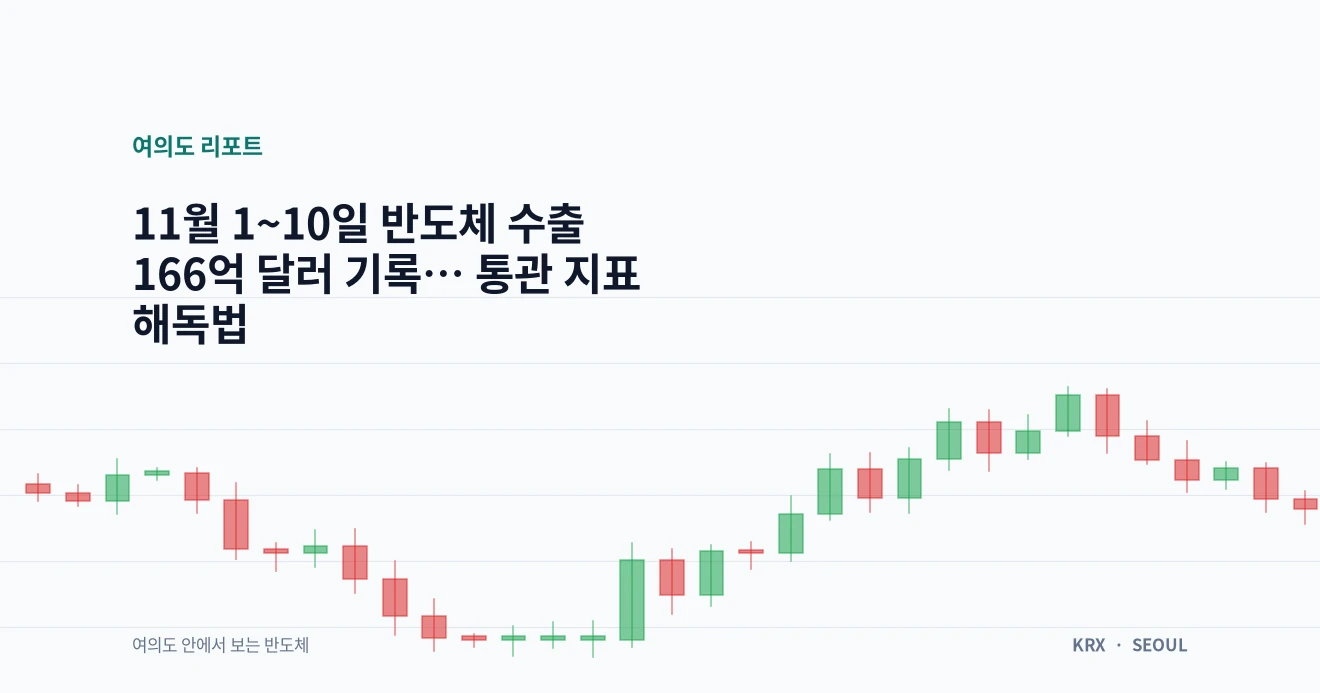 여의도 리포트
11월 1~10일 반도체 수출
166억 달러 기록… 통관 지표
해독법
여의도 안에서 보는 반도체
KRX · SEOUL